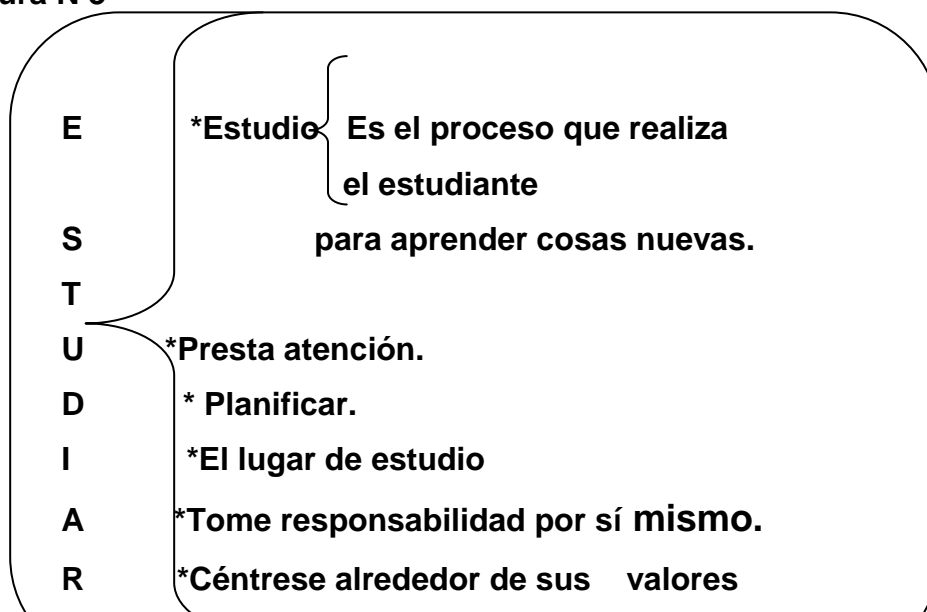 E *Estudio Es el proceso que realiza
el estudiante
S para aprender cosas nuevas.
T
U *Presta atención.
D * Planificar.
I *El lugar de estudio
A *Tome responsabilidad por sí mismo.
R *Céntrese alrededor de sus valores